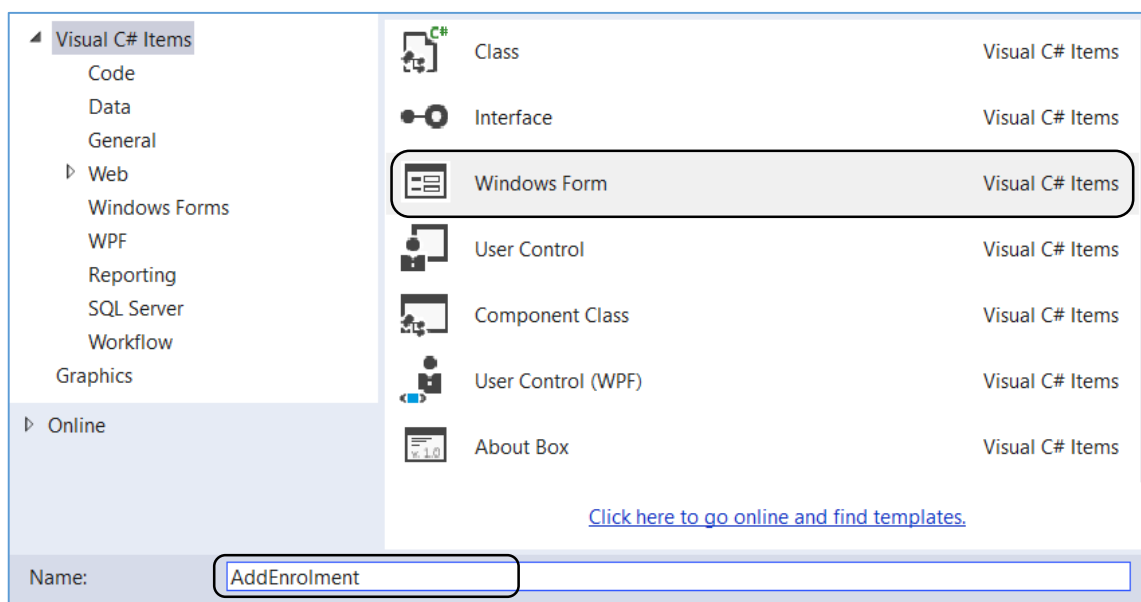 Visual C# Items
Code
Data
General
Web
Windows Forms
WPF
Reporting
SQL Server
Workflow
Graphics
Online
C#
Class Visual C# Items
Interface Visual C# Items
Windows Form Visual C# Items
User Control Visual C# Items
Component Class Visual C# Items
User Control (WPF) Visual C# Items
v. 1.0
About Box Visual C# Items
Click here to go online and find templates.
Name: AddEnrolment